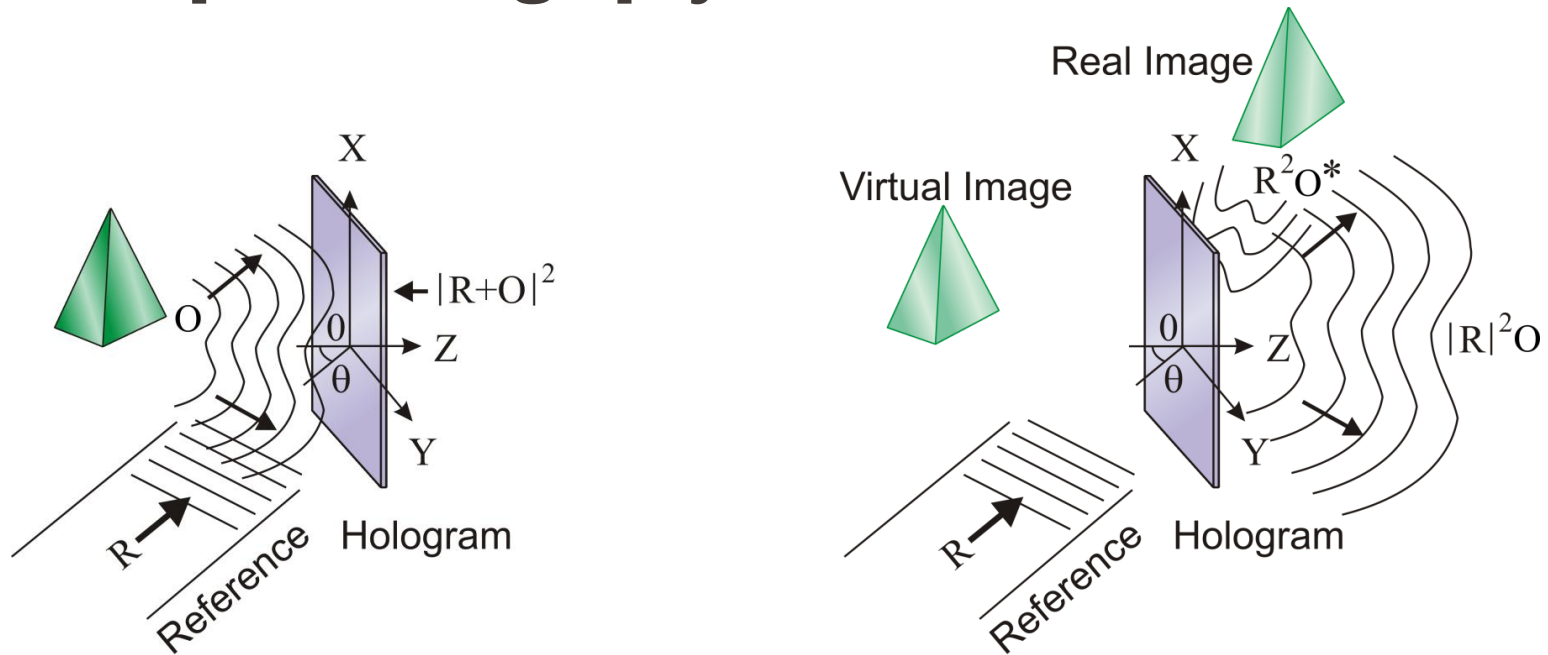 X
O
|R+O|²
0
Z
θ
Y
R
Reference
Hologram
Real Image
Virtual Image
X
R²O*
0
Z
θ
|R|²O
Y
R
Reference
Hologram